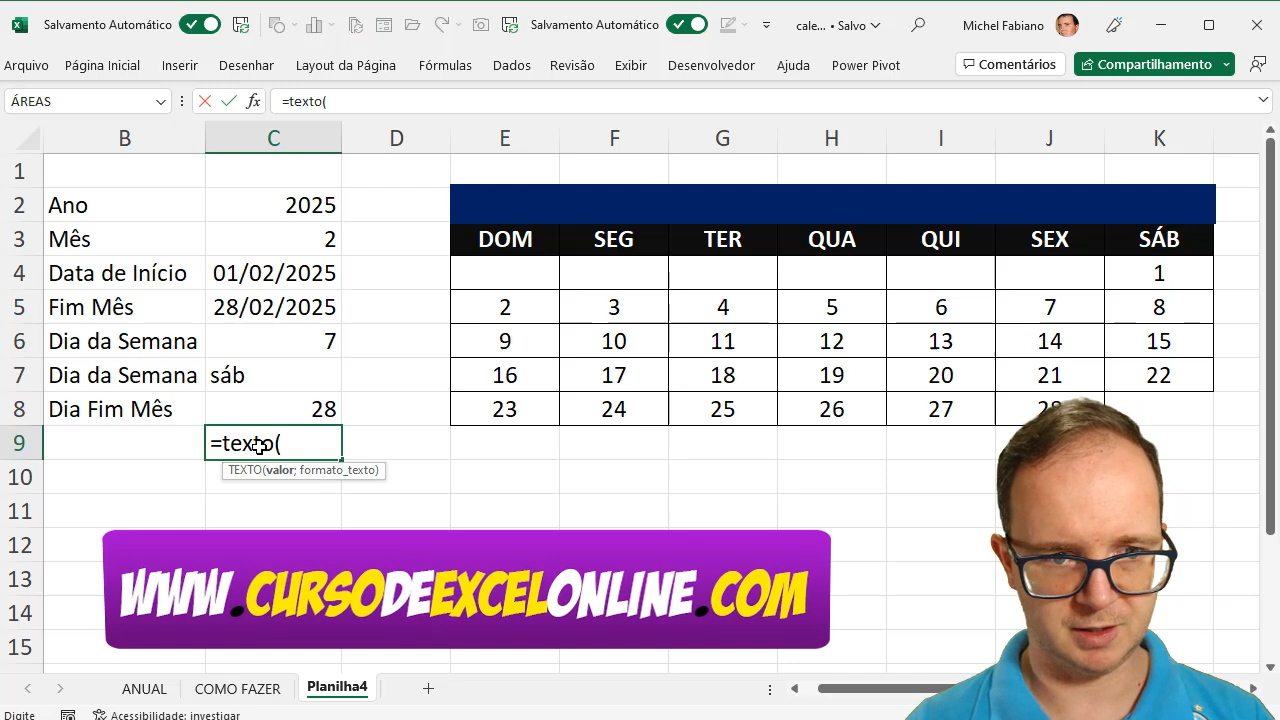 Salvamento Automático
Salvamento Automático
cale... • Salvo
Michel Fabiano
Arquivo
Página Inicial
Inserir
Desenhar
Layout da Página
Fórmulas
Dados
Revisão
Exibir
Desenvolvedor
Ajuda
Power Pivot
Comentários
Compartilhamento
ÁREAS
fx
=texto(
B C D E F G H I J K
1
2 Ano 2025
3 Mês 2 DOM SEG TER QUA QUI SEX SÁB
4 Data de Início 01/02/2025 1
5 Fim Mês 28/02/2025 2 3 4 5 6 7 8
6 Dia da Semana 7 9 10 11 12 13 14 15
7 Dia da Semana sáb 16 17 18 19 20 21 22
8 Dia Fim Mês 28 23 24 25 26 27 28
9 =texto(
TEXTO(valor; formato_texto)
10
11
12
13
14
15
WWW.CURSODEEXCELONLINE.COM
ANUAL
COMO FAZER
Planilha4
Digite
Acessibilidade: investigar